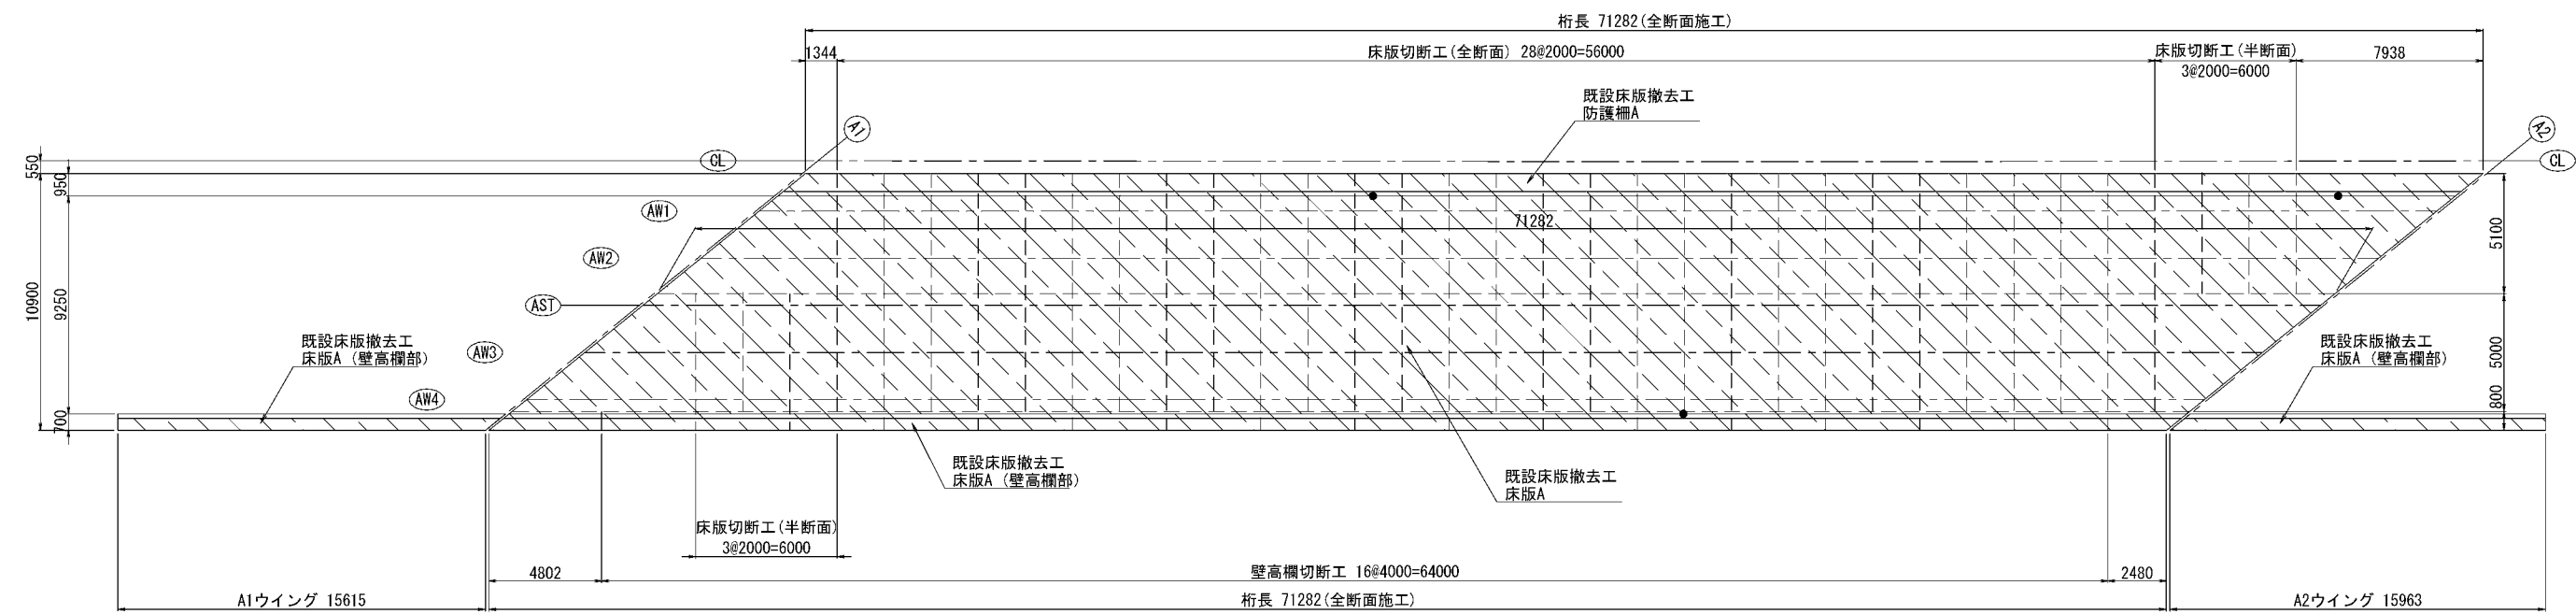 桁長 71282(全断面施工)
1344
床版切断工(全断面) 28@2000=56000
床版切断工(半断面)
3@2000=6000
7938
既設床版撤去工
防護柵A
A1
A2
CL
CL
550
950
AW1
71282
5100
AW2
10900
9250
AST
既設床版撤去工
床版A (壁高欄部)
AW3
既設床版撤去工
床版A (壁高欄部)
5000
AW4
800
700
既設床版撤去工
床版A (壁高欄部)
既設床版撤去工
床版A
床版切断工(半断面)
3@2000=6000
4802
壁高欄切断工 16@4000=64000
2480
A1ウイング 15615
桁長 71282(全断面施工)
A2ウイング 15963